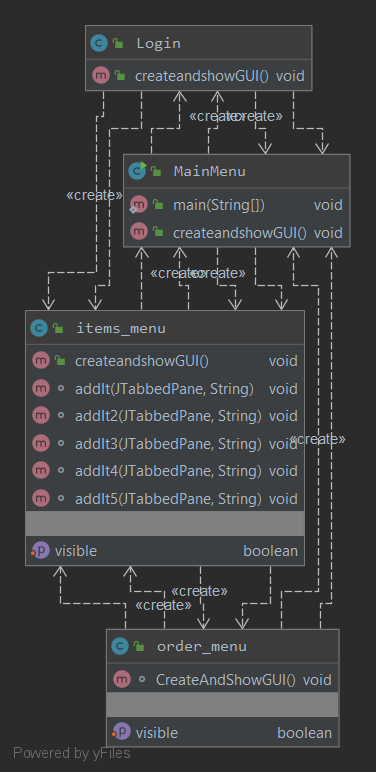 Login
createandshowGUI() void
«create» «create»
«create»
MainMenu
main(String[]) void
createandshowGUI() void
«create» «create»
items_menu
createandshowGUI() void
addIt(JTabbedPane, String) void
addIt2(JTabbedPane, String) void
addIt3(JTabbedPane, String) void
«create»
addIt4(JTabbedPane, String) void
addIt5(JTabbedPane, String) void
visible boolean
«create»
«create»
order_menu
CreateAndShowGUI() void
visible boolean
Powered by yFiles